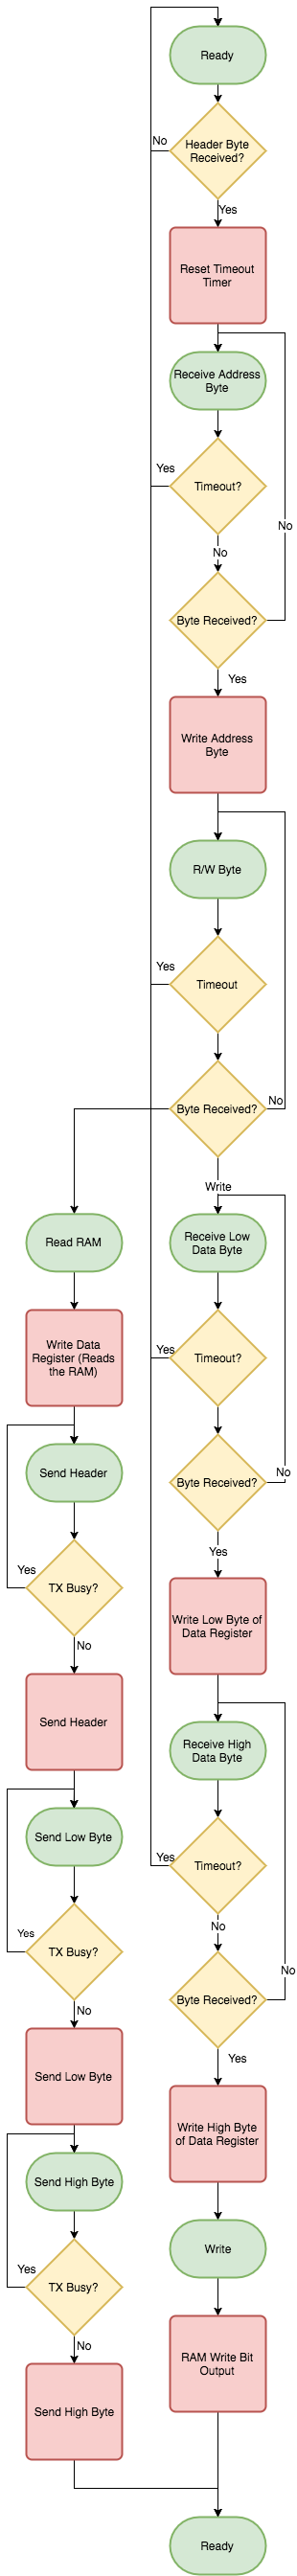 Ready
No
Header Byte
Received?
Yes
Reset Timeout
Timer
Receive Address
Byte
Yes
Timeout?
No
No
Byte Received?
Yes
Write Address
Byte
R/W Byte
Yes
Timeout
No
Byte Received?
Write
Read RAM
Receive Low
Data Byte
Write Data
Register (Reads
the RAM)
Yes
Timeout?
Send Header
No
Byte Received?
Yes
Yes
TX Busy?
Write Low Byte of
Data Register
No
Send Header
Receive High
Data Byte
Send Low Byte
Yes
Timeout?
Yes
No
TX Busy?
No
Byte Received?
No
Yes
Send Low Byte
Write High Byte
of Data Register
Send High Byte
Write
Yes
TX Busy?
No
RAM Write Bit
Output
Send High Byte
Ready